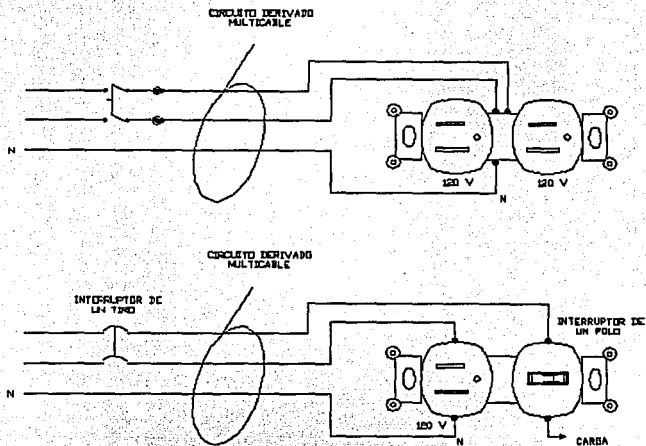 CIRCUITO DERIVADO
MULTICABLE
N
120 V
120 V
N
CIRCUITO DERIVADO
MULTICABLE
INTERRUPTOR DE
UN TIRO
INTERRUPTOR DE
UN POLO
N
120 V
N
CARGA